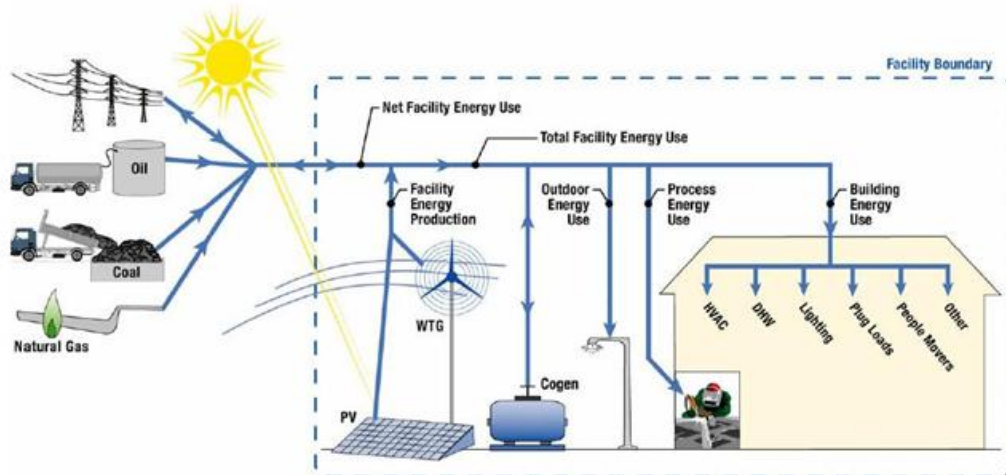 Facility Boundary
Net Facility Energy Use
Total Facility Energy Use
Oil
Facility
Energy
Production
Outdoor
Energy
Use
Process
Energy
Use
Building
Energy
Use
Coal
HVAC
DHW
Lighting
Plug Loads
People Movers
Other
WTG
Natural Gas
Cogen
PV